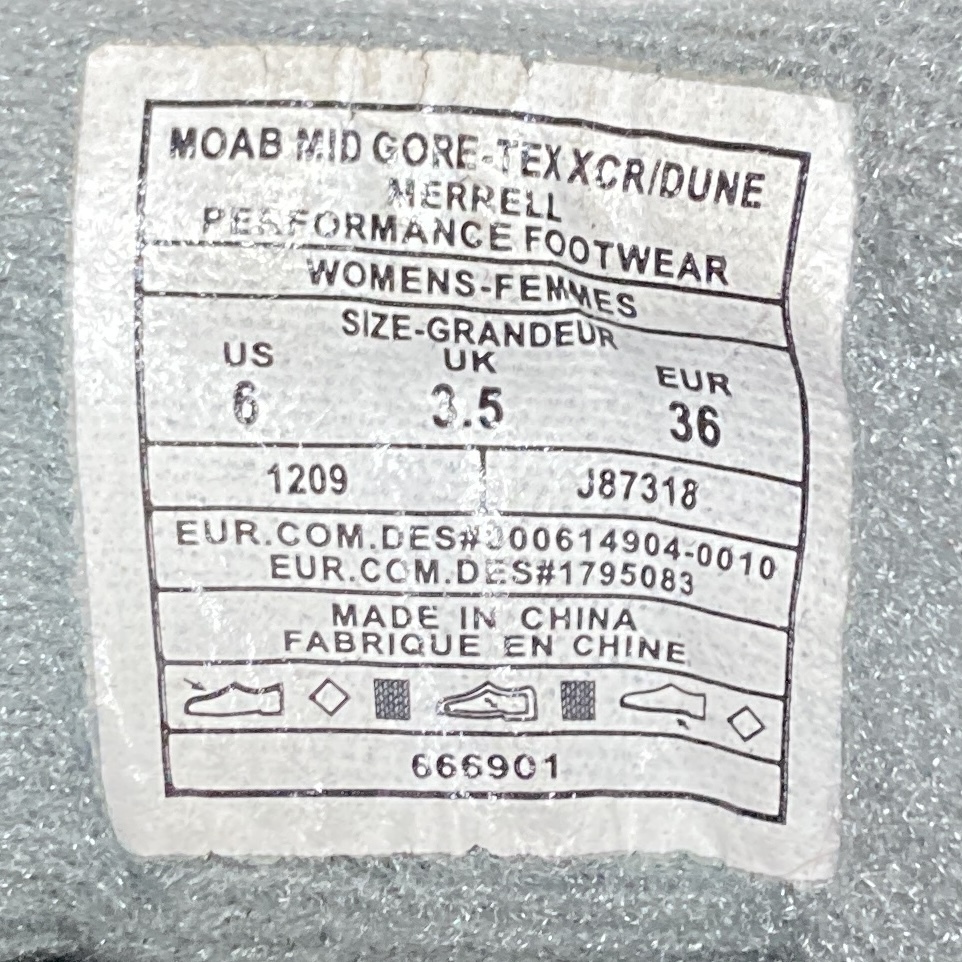 MOAB MID GORE-TEX XCR/DUNE
MERRELL
PERFORMANCE FOOTWEAR
WOMENS-FEMMES
SIZE-GRANDEUR
US UK EUR
6 3.5 36
1209 J87318
EUR.COM.DES#000614904-0010
EUR.COM.DES#1795083
MADE IN CHINA
FABRIQUE EN CHINE
666901